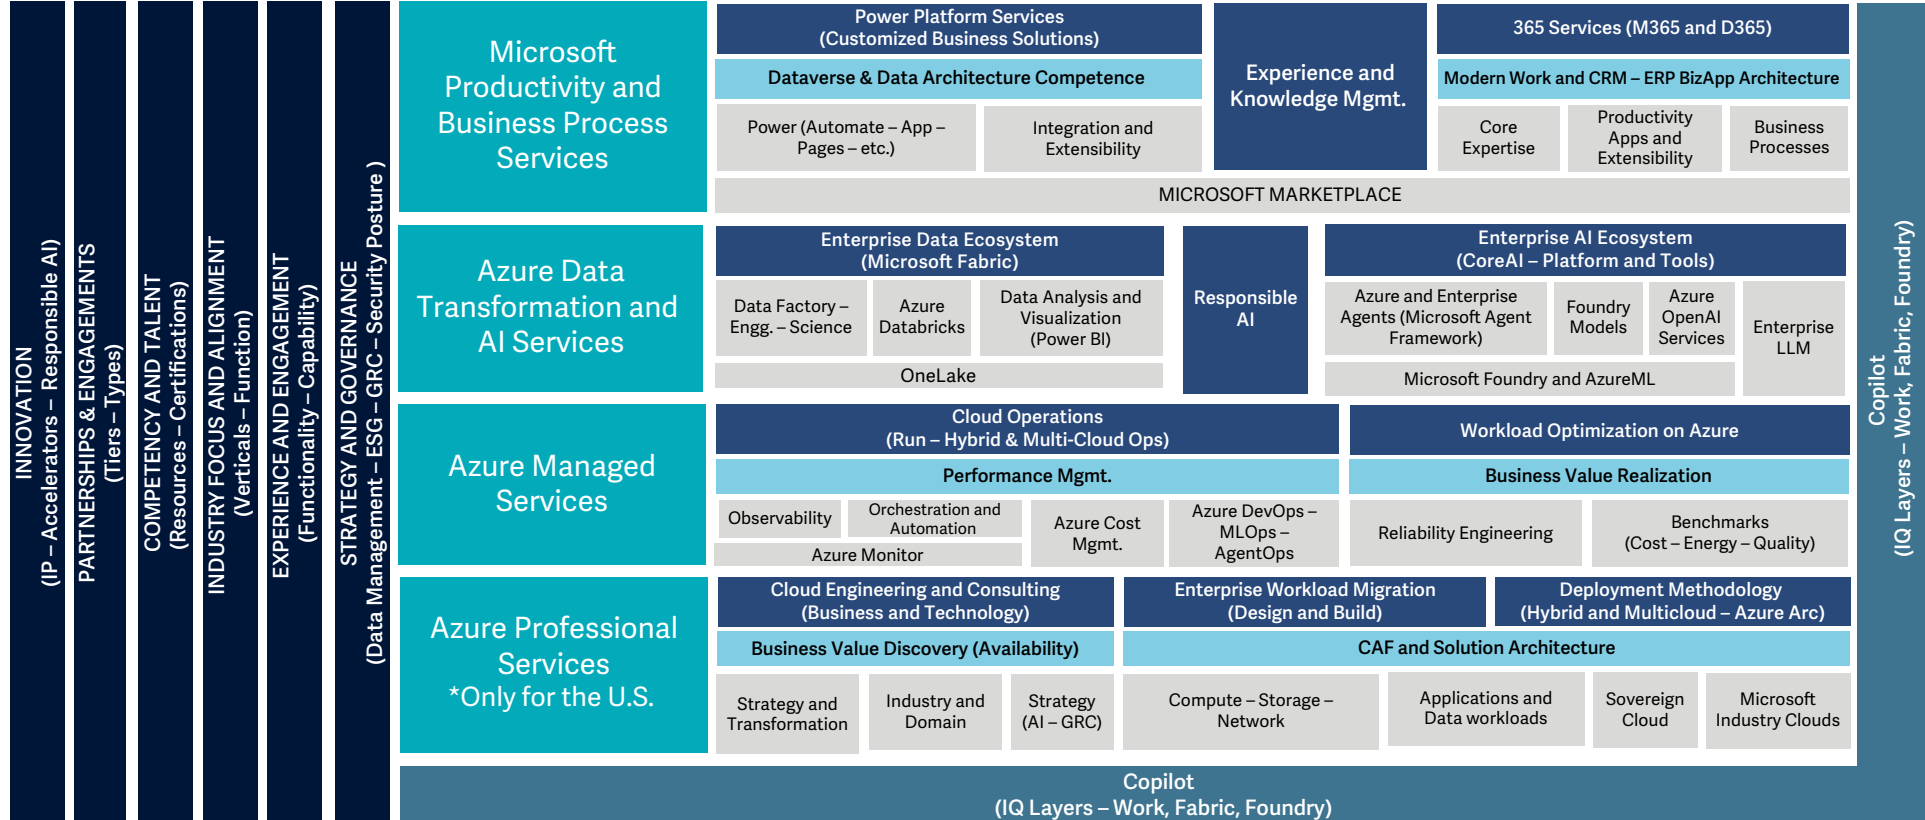 INNOVATION
(IP – Accelerators – Responsible AI)
PARTNERSHIPS & ENGAGEMENTS
(Tiers – Types)
COMPETENCY AND TALENT
(Resources – Certifications)
INDUSTRY FOCUS AND ALIGNMENT
(Verticals – Function)
EXPERIENCE AND ENGAGEMENT
(Functionality – Capability)
STRATEGY AND GOVERNANCE
(Data Management – ESG – GRC – Security Posture )
Microsoft
Productivity and
Business Process
Services
Power Platform Services
(Customized Business Solutions)
Dataverse & Data Architecture Competence
Power (Automate – App –
Pages – etc.)
Integration and
Extensibility
Experience and
Knowledge Mgmt.
365 Services (M365 and D365)
Modern Work and CRM – ERP BizApp Architecture
Core
Expertise
Productivity
Apps and
Extensibility
Business
Processes
MICROSOFT MARKETPLACE
Azure Data
Transformation and
AI Services
Enterprise Data Ecosystem
(Microsoft Fabric)
Data Factory –
Engg. – Science
Azure
Databricks
Data Analysis and
Visualization
(Power BI)
OneLake
Responsible
AI
Enterprise AI Ecosystem
(CoreAI – Platform and Tools)
Azure and Enterprise
Agents (Microsoft Agent
Framework)
Foundry
Models
Azure
OpenAI
Services
Enterprise
LLM
Microsoft Foundry and AzureML
Azure Managed
Services
Cloud Operations
(Run – Hybrid & Multi-Cloud Ops)
Performance Mgmt.
Observability
Orchestration and
Automation
Azure Monitor
Azure Cost
Mgmt.
Azure DevOps –
MLOps –
AgentOps
Workload Optimization on Azure
Business Value Realization
Reliability Engineering
Benchmarks
(Cost – Energy – Quality)
Azure Professional
Services
*Only for the U.S.
Cloud Engineering and Consulting
(Business and Technology)
Business Value Discovery (Availability)
Strategy and
Transformation
Industry and
Domain
Strategy
(AI – GRC)
Enterprise Workload Migration
(Design and Build)
Deployment Methodology
(Hybrid and Multicloud – Azure Arc)
CAF and Solution Architecture
Compute – Storage –
Network
Applications and
Data workloads
Sovereign
Cloud
Microsoft
Industry Clouds
Copilot
(IQ Layers – Work, Fabric, Foundry)
Copilot
(IQ Layers – Work, Fabric, Foundry)